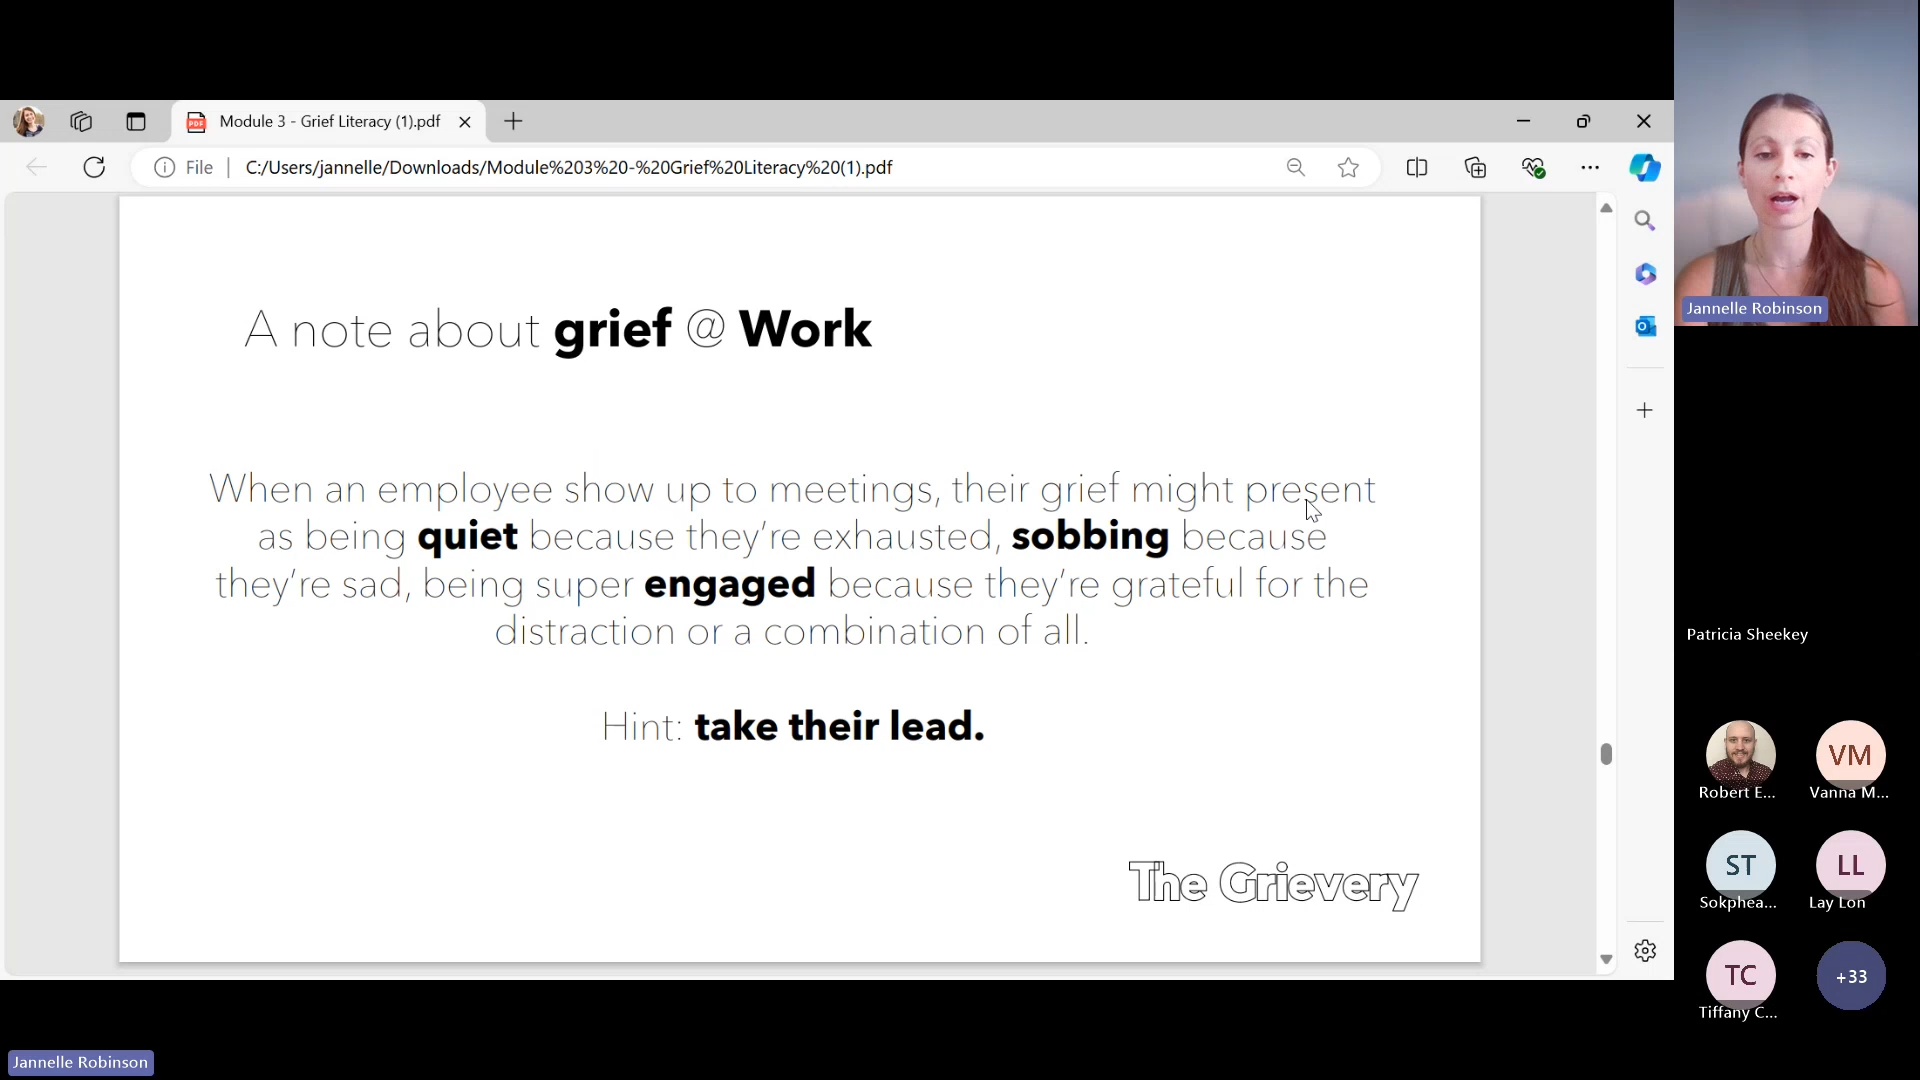 Module 3 - Grief Literacy (1).pdf
File
C:/Users/jannelle/Downloads/Module%203%20-%20Grief%20Literacy%20(1).pdf
A note about grief @ Work
When an employee show up to meetings, their grief might present
as being quiet because they're exhausted, sobbing because
they're sad, being super engaged because they're grateful for the
distraction or a combination of all.
Hint: take their lead.
The Grievery
Jannelle Robinson
Patricia Sheekey
Robert E...
VM
Vanna M...
ST
Sokphea...
LL
Lay Lon
TC
Tiffany C...
+33
Jannelle Robinson